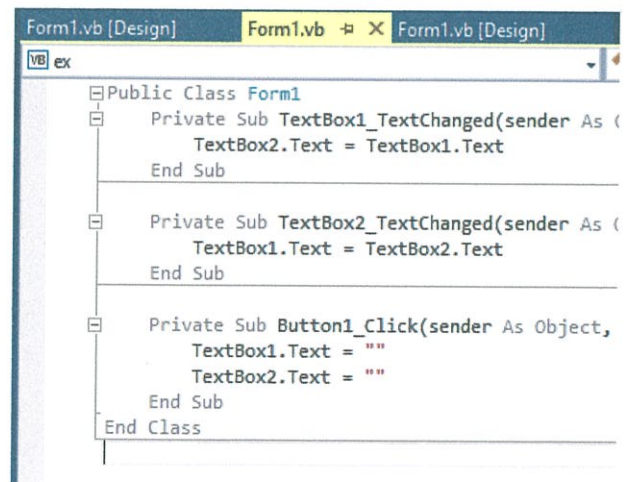 Form1.vb [Design] Form1.vb Form1.vb [Design]
VB ex
Public Class Form1
Private Sub TextBox1_TextChanged(sender As
TextBox2.Text = TextBox1.Text
End Sub
Private Sub TextBox2_TextChanged(sender As
TextBox1.Text = TextBox2.Text
End Sub
Private Sub Button1_Click(sender As Object,
TextBox1.Text = ""
TextBox2.Text = ""
End Sub
End Class